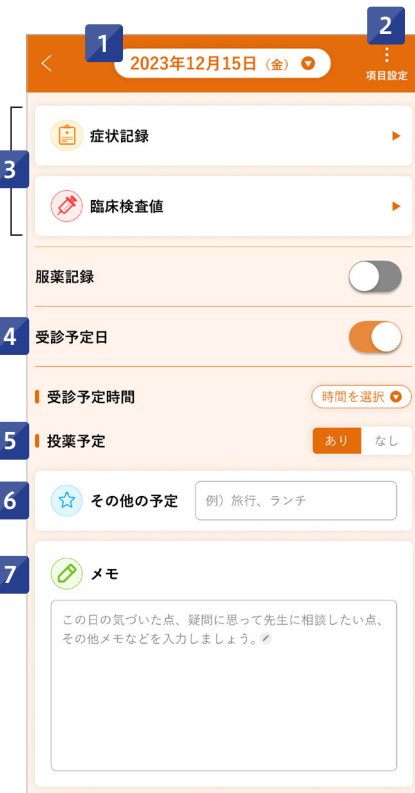 1
2
2023年12月15日（金）
項目設定
3
症状記録
臨床検査値
服薬記録
4
受診予定日
受診予定時間
時間を選択
5
投薬予定
あり
なし
6
その他の予定
例）旅行、ランチ
7
メモ
この日の気づいた点、疑問に思って先生に相談したい点、
その他メモなどを入力しましょう。